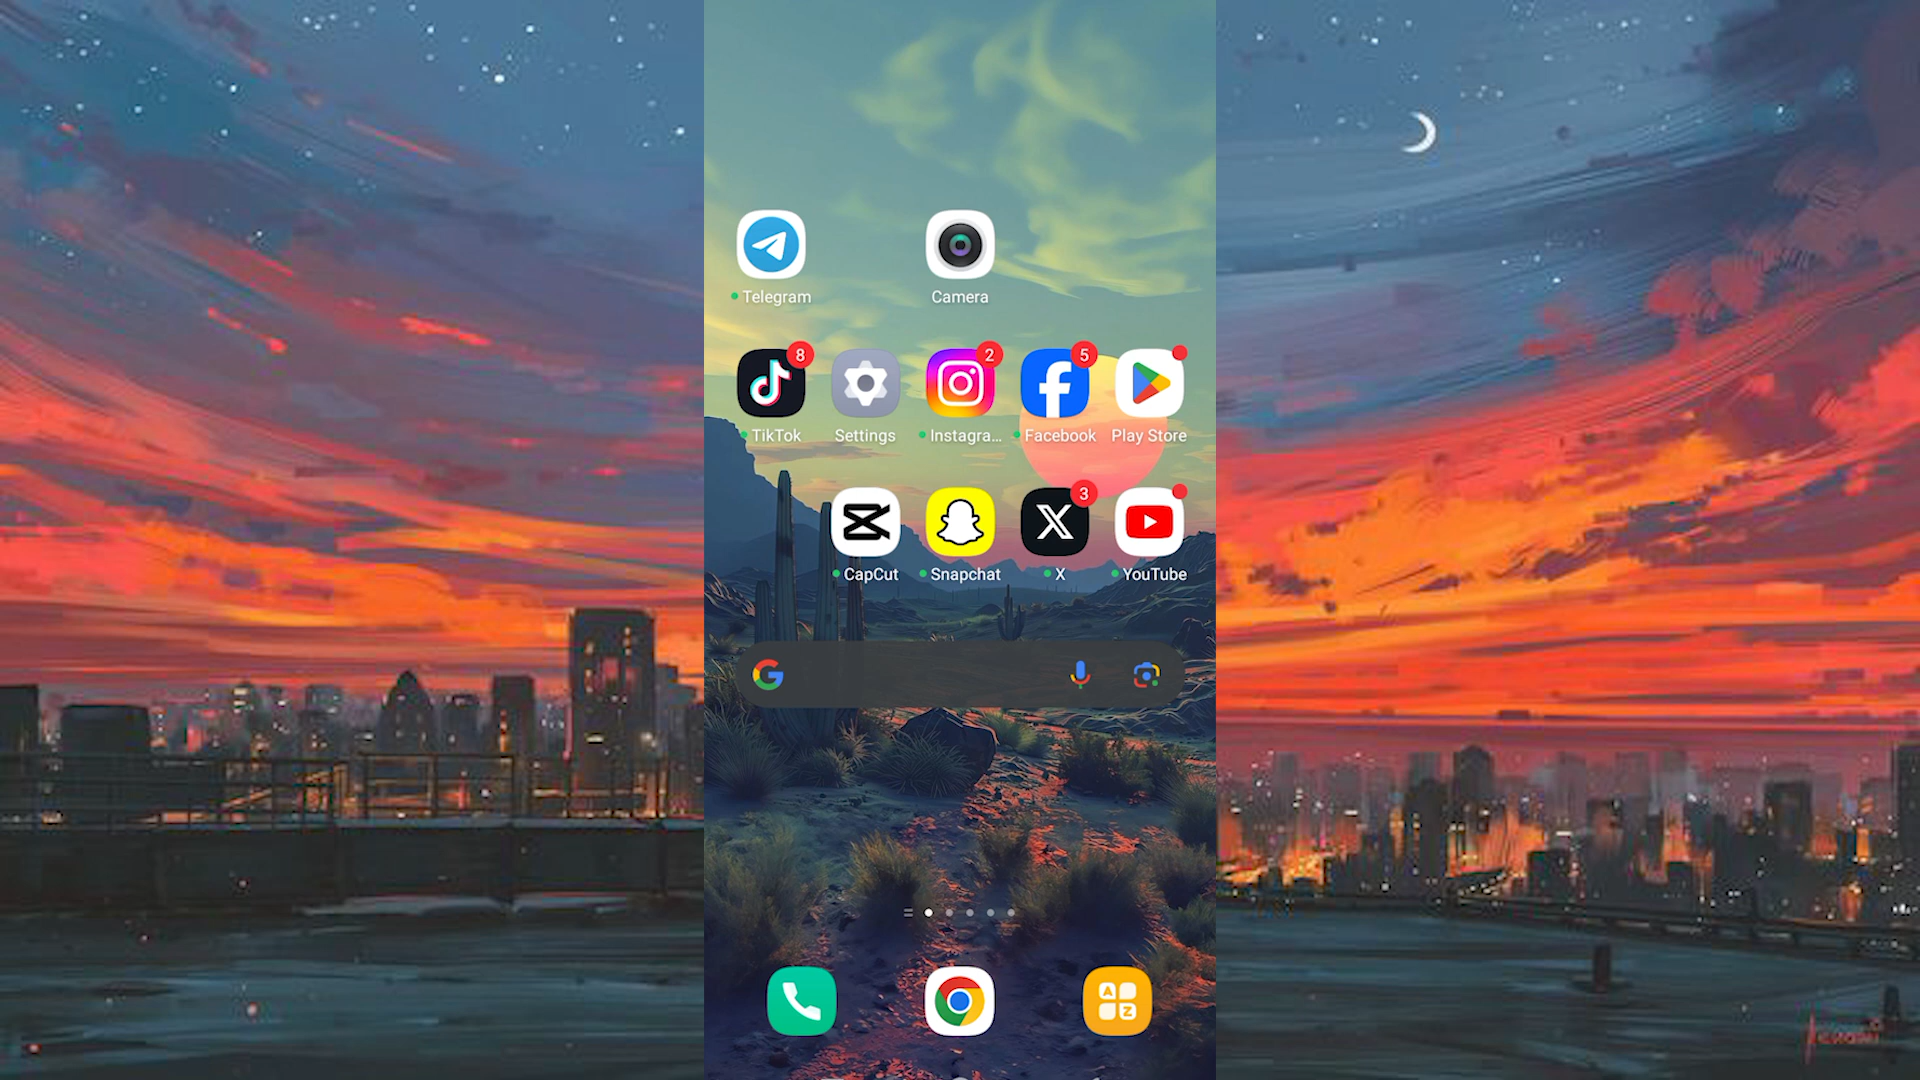 Telegram
Camera
8
2
5
TikTok
Settings
Instagra...
Facebook
Play Store
3
CapCut
Snapchat
X
YouTube
A
Z